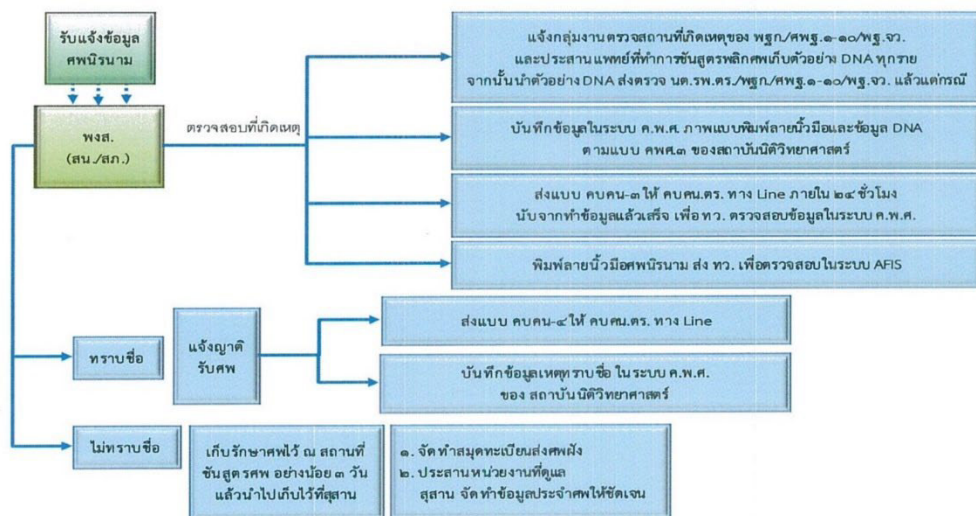 รับแจ้งข้อมูล
ศพนิรนาม
พงส.
(สน./สภ.)
ตรวจสอบที่เกิดเหตุ
แจ้งกลุ่มงานตรวจสถานที่เกิดเหตุของ พฐก./ศพฐ.๑-๑๐/พฐ.จว.
และประสานแพทย์ที่ทำการชันสูตรพลิกศพเก็บตัวอย่าง DNA ทุกราย
จากนั้นนำตัวอย่าง DNA ส่งตรวจ นต.รพ.ตร./พฐก/ศพฐ.๑-๑๐/พฐ.จว. แล้วแต่กรณี
บันทึกข้อมูลในระบบ ค.พ.ศ. ภาพแบบพิมพ์ลายนิ้วมือและข้อมูล DNA
ตามแบบ คพศ.๓ ของสถาบันนิติวิทยาศาสตร์
ส่งแบบ คบคน-๓ ให้ คบคน.ตร. ทาง Line ภายใน ๒๔ ชั่วโมง
นับจากทำข้อมูลแล้วเสร็จ เพื่อ ทว. ตรวจสอบข้อมูลในระบบ ค.พ.ศ.
พิมพ์ลายนิ้วมือศพนิรนาม ส่ง ทว. เพื่อตรวจสอบในระบบ AFIS
ทราบชื่อ
แจ้งญาติ
รับศพ
ส่งแบบ คบคน-๔ ให้ คบคน.ตร. ทาง Line
บันทึกข้อมูลเหตุทราบชื่อ ในระบบ ค.พ.ศ.
ของ สถาบันนิติวิทยาศาสตร์
ไม่ทราบชื่อ
เก็บรักษาศพไว้ ณ สถานที่
ชันสูตรศพ อย่างน้อย ๓ วัน
แล้วนำไปเก็บไว้ที่สุสาน
๑. จัดทำสมุดทะเบียนส่งศพฝัง
๒. ประสานหน่วยงานที่ดูแล
สุสาน จัดทำข้อมูลประจำศพให้ชัดเจน